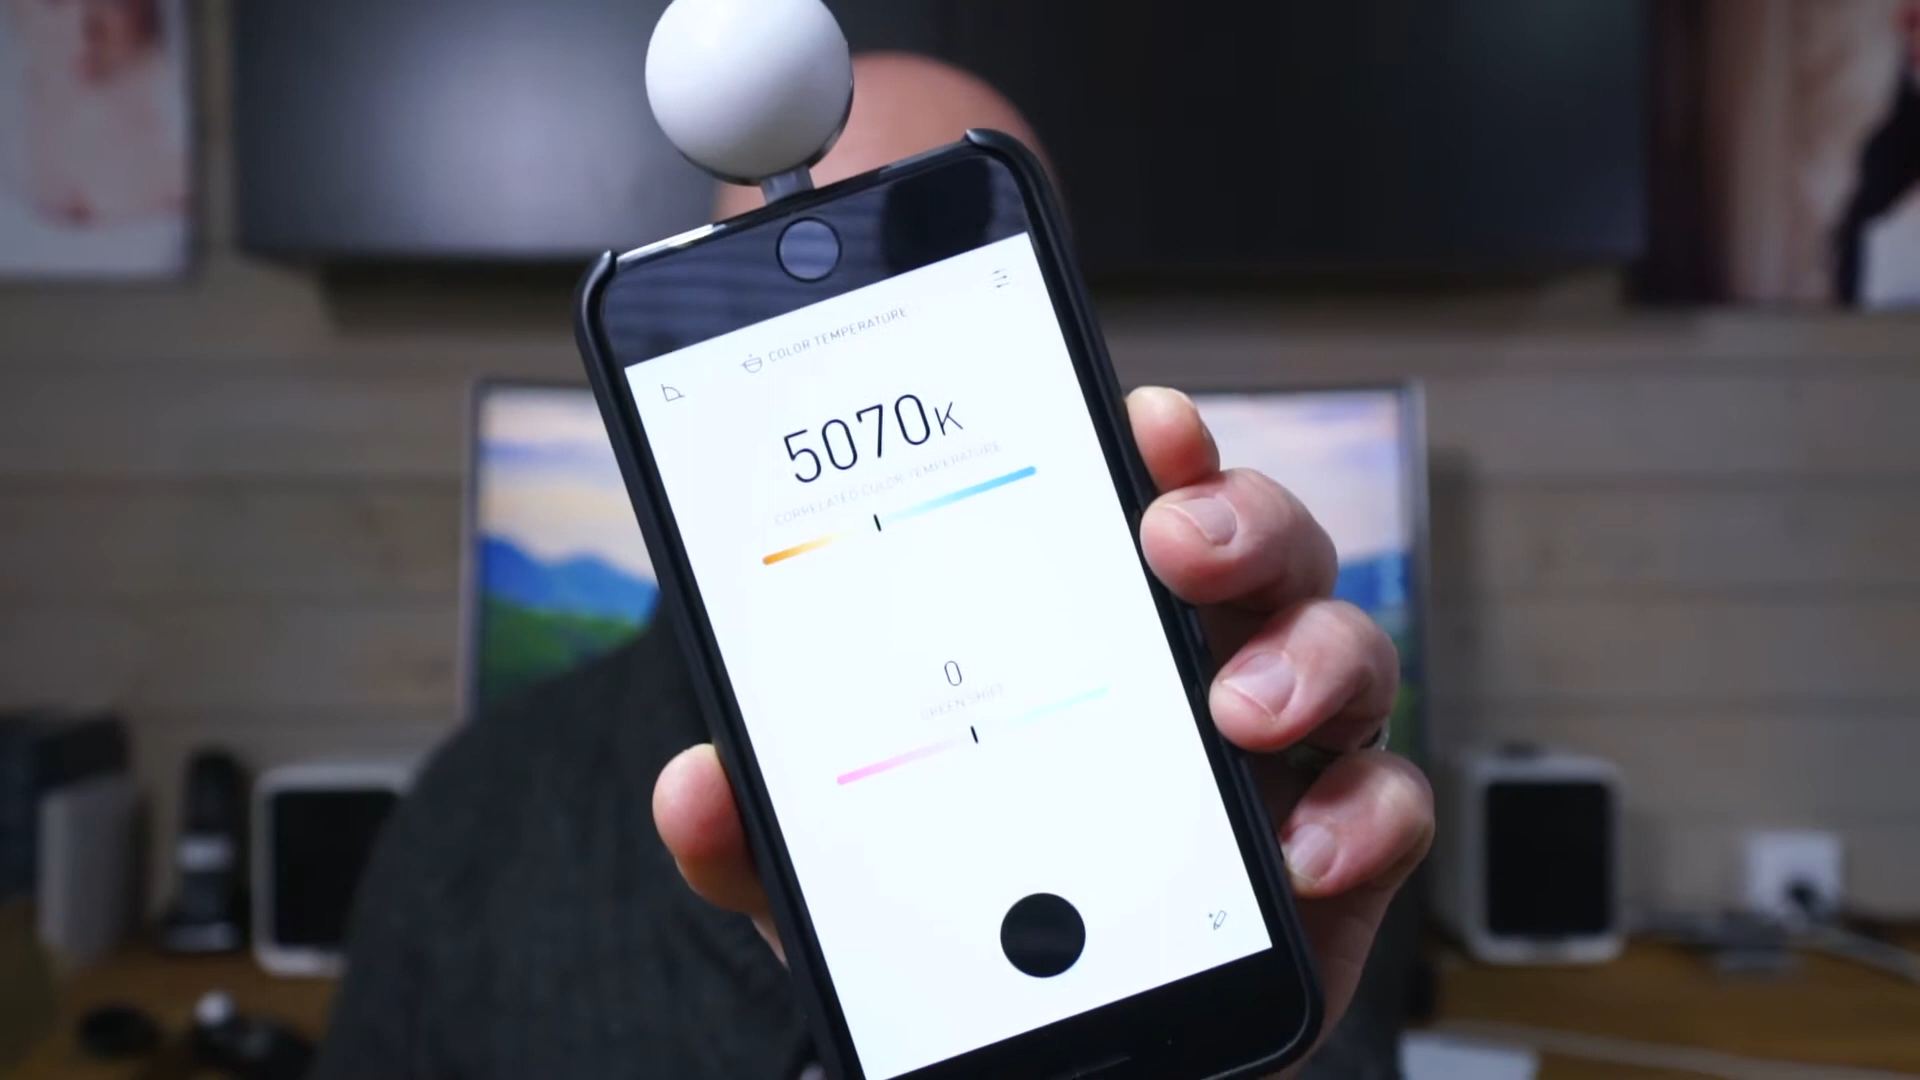 COLOR TEMPERATURE
5070K
CORRELATED COLOR TEMPERATURE
0
GREEN SHIFT